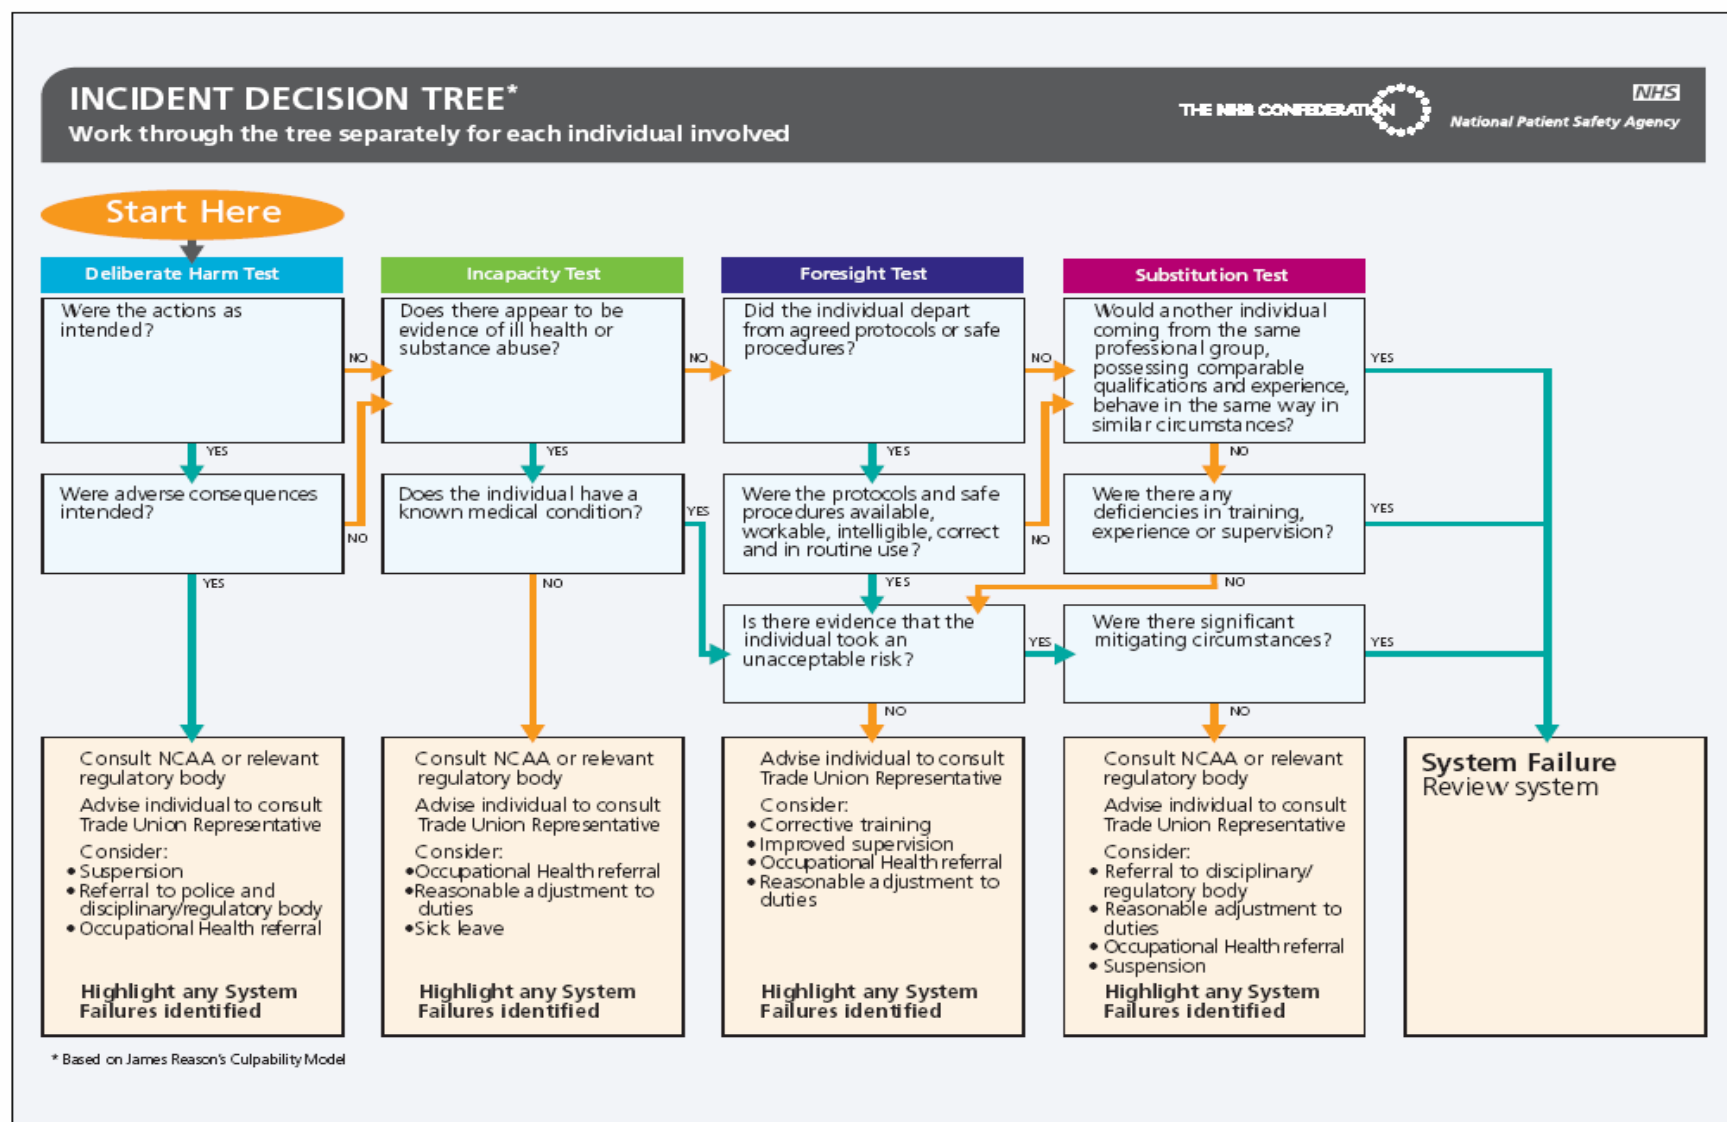 INCIDENT DECISION TREE*
Work through the tree separately for each individual involved
THE NHS CONFEDERATION
NHS
National Patient Safety Agency
Start Here
Deliberate Harm Test
Were the actions as
intended?
NO
YES
Were adverse consequences
intended?
NO
YES
Incapacity Test
Does there appear to be
evidence of ill health or
substance abuse?
NO
YES
Does the individual have a
known medical condition?
YES
NO
Foresight Test
Did the individual depart
from agreed protocols or safe
procedures?
NO
YES
Were the protocols and safe
procedures available,
workable, intelligible, correct
and in routine use?
NO
YES
Is there evidence that the
individual took an
unacceptable risk?
YES
NO
Substitution Test
Would another individual
coming from the same
professional group,
possessing comparable
qualifications and experience,
behave in the same way in
similar circumstances?
YES
NO
Were there any
deficiencies in training,
experience or supervision?
YES
NO
Were there significant
mitigating circumstances?
YES
NO
Consult NCAA or relevant
regulatory body
Advise individual to consult
Trade Union Representative
Consider:
• Suspension
• Referral to police and
disciplinary/regulatory body
• Occupational Health referral
Highlight any System
Failures identified
Consult NCAA or relevant
regulatory body
Advise individual to consult
Trade Union Representative
Consider:
• Occupational Health referral
• Reasonable adjustment to
duties
• Sick leave
Highlight any System
Failures identified
Advise individual to consult
Trade Union Representative
Consider:
• Corrective training
• Improved supervision
• Occupational Health referral
• Reasonable adjustment to
duties
Highlight any System
Failures identified
Consult NCAA or relevant
regulatory body
Advise individual to consult
Trade Union Representative
Consider:
• Referral to disciplinary/
regulatory body
• Reasonable adjustment to
duties
• Occupational Health referral
• Suspension
Highlight any System
Failures identified
System Failure
Review system
* Based on James Reason's Culpability Model